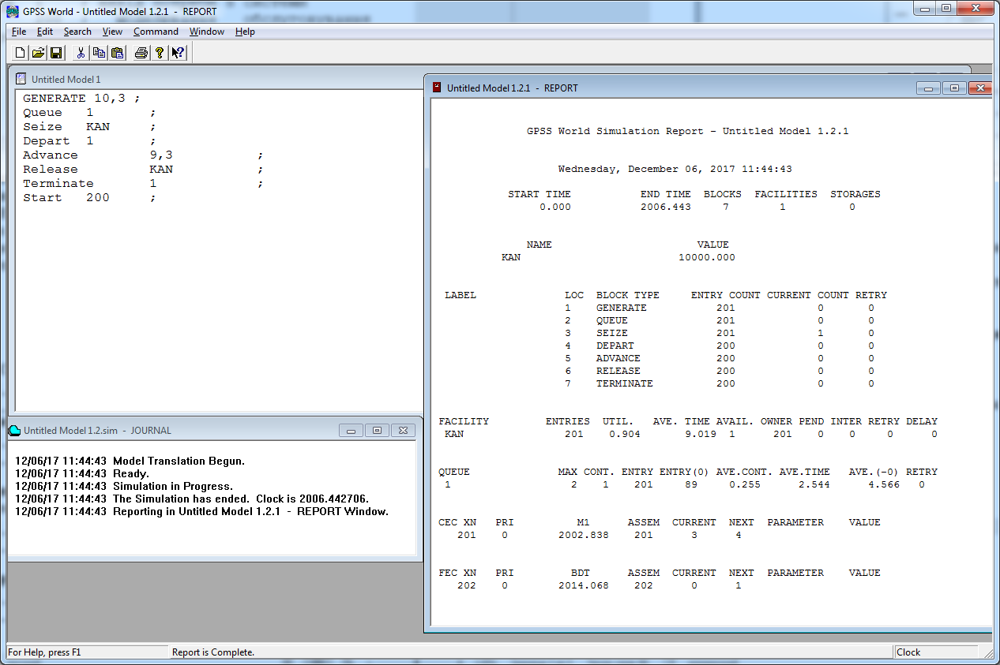 GPSS World - Untitled Model 1.2.1 - REPORT
File Edit Search View Command Window Help
Untitled Model 1
GENERATE 10,3 ;
Queue 1 ;
Seize KAN ;
Depart 1 ;
Advance 9,3 ;
Release KAN ;
Terminate 1 ;
Start 200 ;
Untitled Model 1.2.sim - JOURNAL
12/06/17 11:44:43 Model Translation Begun.
12/06/17 11:44:43 Ready.
12/06/17 11:44:43 Simulation in Progress.
12/06/17 11:44:43 The Simulation has ended. Clock is 2006.442706.
12/06/17 11:44:43 Reporting in Untitled Model 1.2.1 - REPORT Window.
Untitled Model 1.2.1 - REPORT
GPSS World Simulation Report - Untitled Model 1.2.1
Wednesday, December 06, 2017 11:44:43
START TIME END TIME BLOCKS FACILITIES STORAGES
0.000 2006.443 7 1 0
NAME VALUE
KAN 10000.000
LABEL LOC BLOCK TYPE ENTRY COUNT CURRENT COUNT RETRY
1 GENERATE 201 0 0
2 QUEUE 201 0 0
3 SEIZE 201 1 0
4 DEPART 200 0 0
5 ADVANCE 200 0 0
6 RELEASE 200 0 0
7 TERMINATE 200 0 0
FACILITY ENTRIES UTIL. AVE. TIME AVAIL. OWNER PEND INTER RETRY DELAY
KAN 201 0.904 9.019 1 201 0 0 0 0
QUEUE MAX CONT. ENTRY ENTRY(0) AVE.CONT. AVE.TIME AVE.(-0) RETRY
1 2 1 201 89 0.255 2.544 4.566 0
CEC XN PRI M1 ASSEM CURRENT NEXT PARAMETER VALUE
201 0 2002.838 201 3 4
FEC XN PRI BDT ASSEM CURRENT NEXT PARAMETER VALUE
202 0 2014.068 202 0 1
For Help, press F1 Report is Complete. Clock